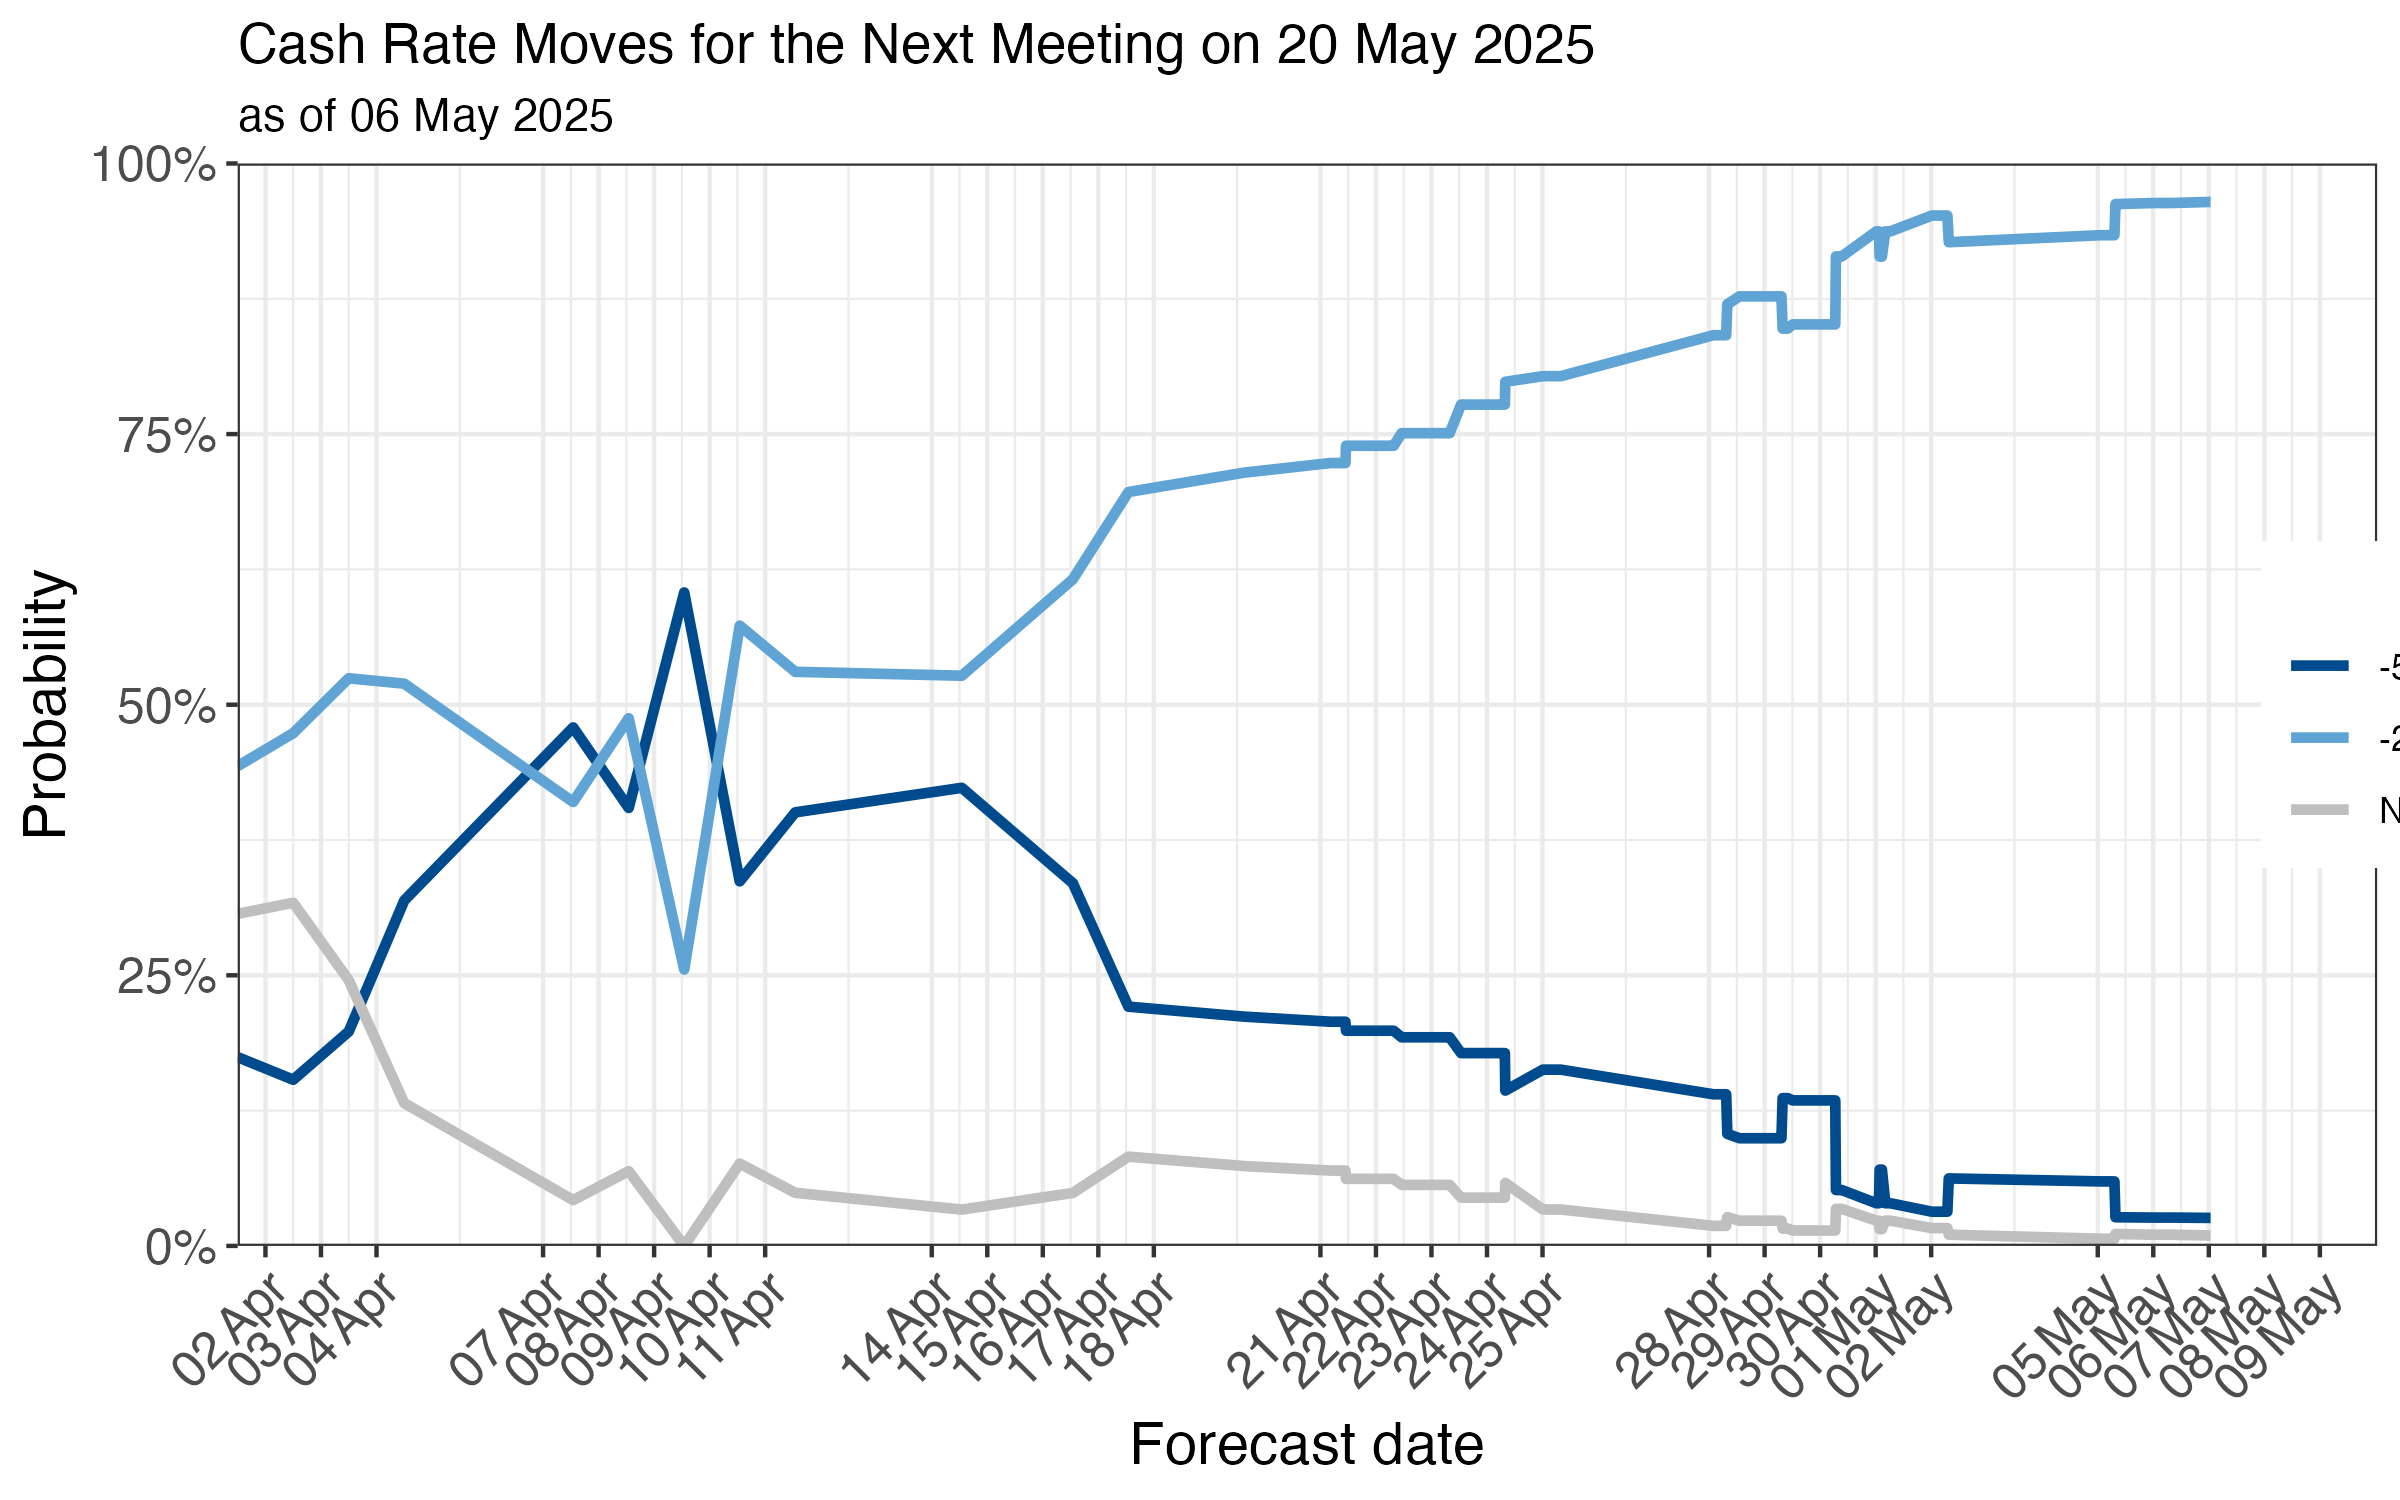 Cash Rate Moves for the Next Meeting on 20 May 2025
as of 06 May 2025
100%
75%
50%
25%
0%
Probability
-5
-2
N
02 Apr
03 Apr
04 Apr
07 Apr
08 Apr
09 Apr
10 Apr
11 Apr
14 Apr
15 Apr
16 Apr
17 Apr
18 Apr
21 Apr
22 Apr
23 Apr
24 Apr
25 Apr
28 Apr
29 Apr
30 Apr
01 May
02 May
05 May
06 May
07 May
08 May
09 May
Forecast date